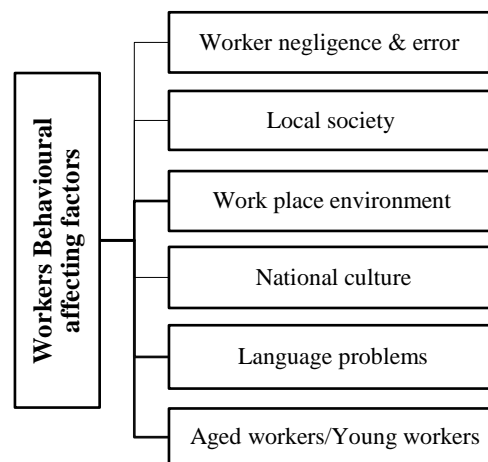 Workers Behavioural
affecting factors
Worker negligence & error
Local society
Work place environment
National culture
Language problems
Aged workers/Young workers